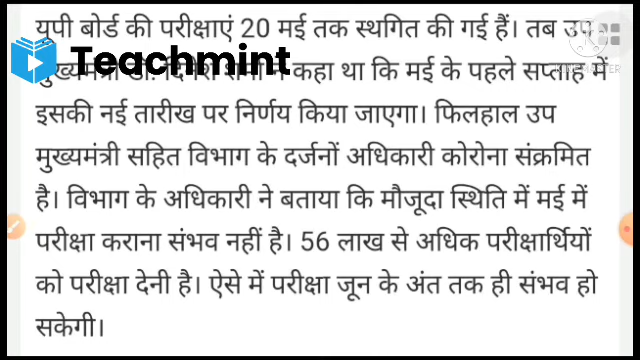 यूपी बोर्ड की परीक्षाएं 20 मई तक स्थगित की गई हैं। तब उप
Teachmint
ने कहा था कि मई के पहले सप्ताह में
इसकी नई तारीख पर निर्णय किया जाएगा। फिलहाल उप
मुख्यमंत्री सहित विभाग के दर्जनों अधिकारी कोरोना संक्रमित
है। विभाग के अधिकारी ने बताया कि मौजूदा स्थिति में मई में
परीक्षा कराना संभव नहीं है। 56 लाख से अधिक परीक्षार्थियों
को परीक्षा देनी है। ऐसे में परीक्षा जून के अंत तक ही संभव हो
सकेगी।